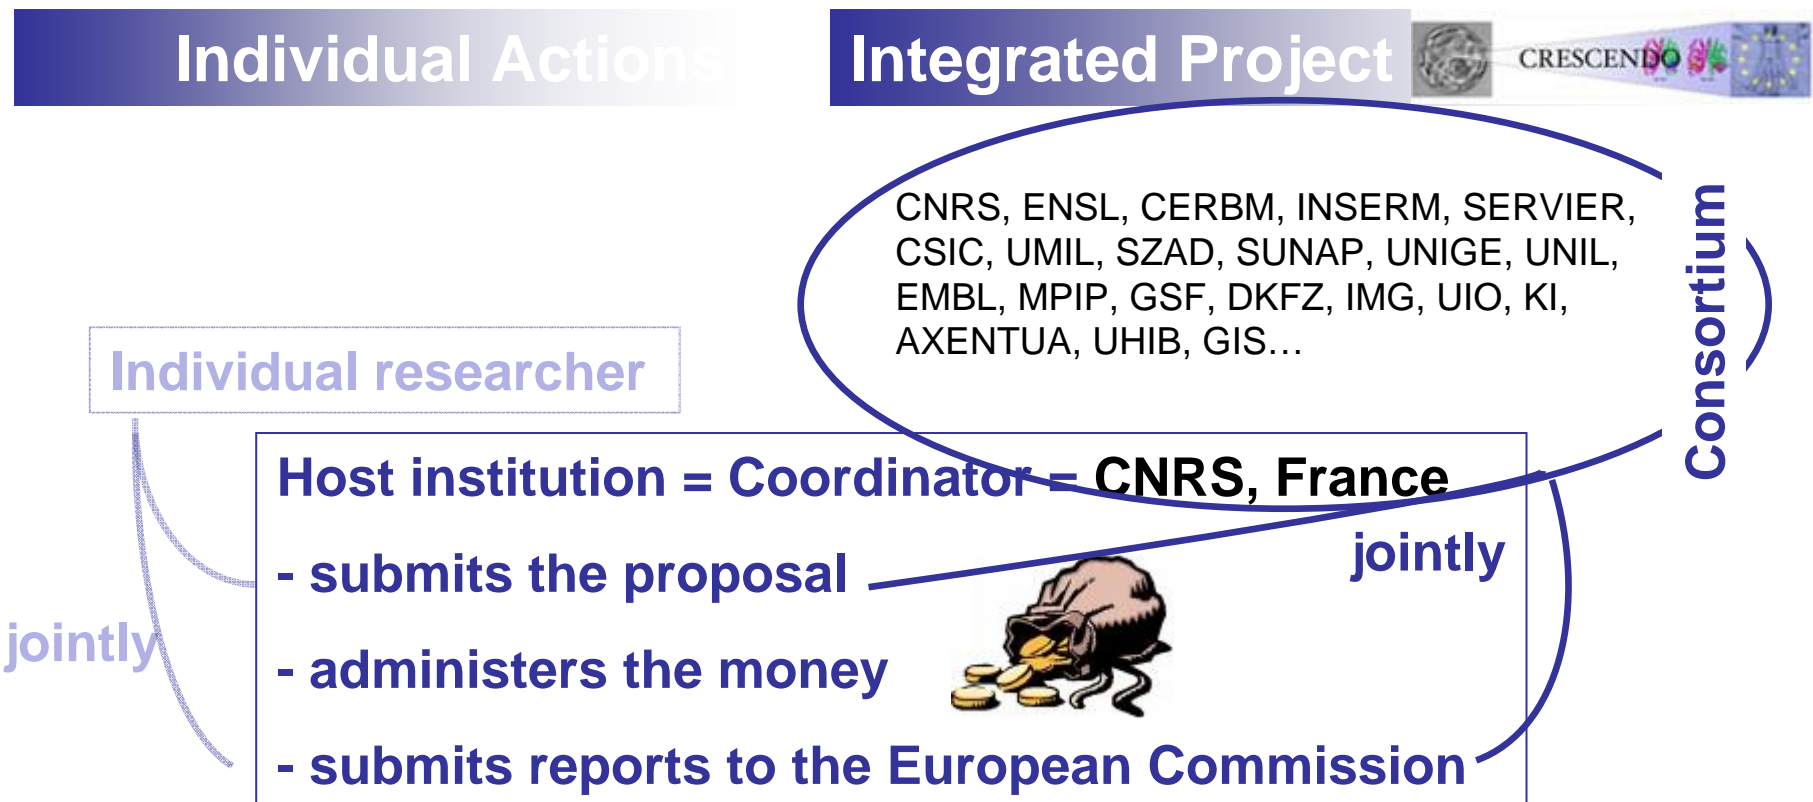 Individual Actions
Integrated Project
CRESCENDO
CNRS, ENSL, CERBM, INSERM, SERVIER,
CSIC, UMIL, SZAD, SUNAP, UNIGE, UNIL,
EMBL, MPIP, GSF, DKFZ, IMG, UIO, KI,
AXENTUA, UHIB, GIS…
Consortium
Individual researcher
Host institution = Coordinator = CNRS, France
- submits the proposal
jointly
- administers the money
jointly
- submits reports to the European Commission